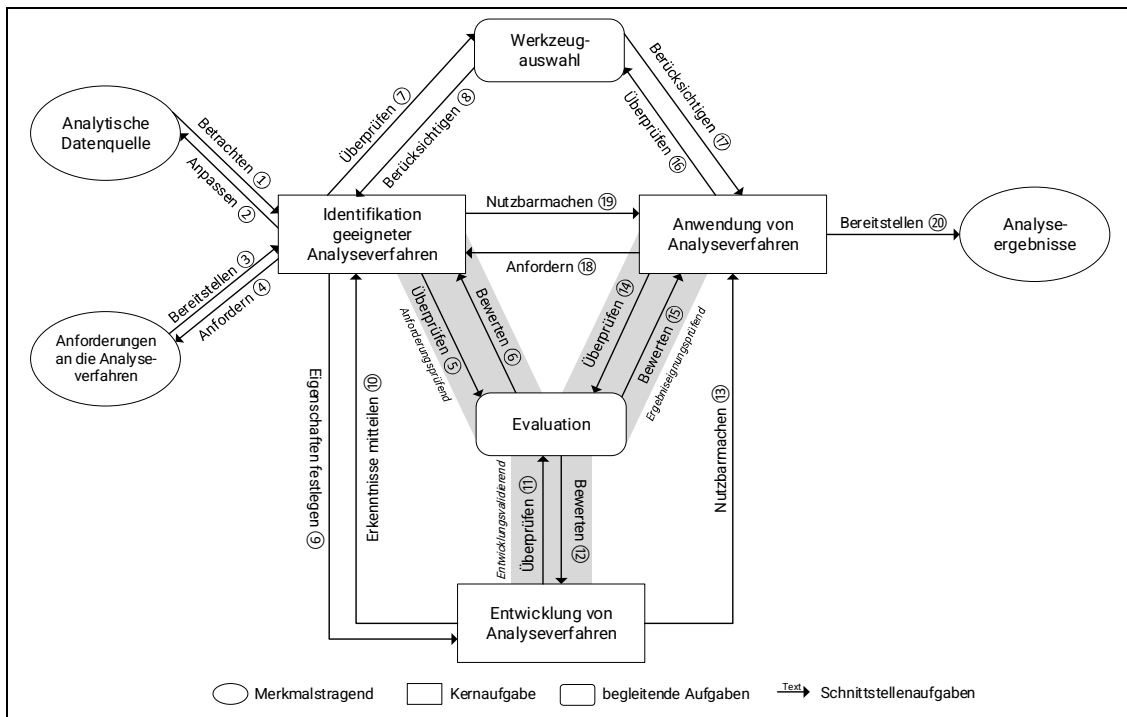 Werkzeug-
auswahl
Analytische
Datenquelle
Betrachten ①
Anpassen ②
Überprüfen ⑦
Berücksichtigen ⑧
Berücksichtigen ⑰
Überprüfen ⑯
Identifikation
geeigneter
Analyseverfahren
Nutzbarmachen ⑲
Anfordern ⑱
Anwendung von
Analyseverfahren
Bereitstellen ⑳
Analyse-
ergebnisse
Bereitstellen ③
Anfordern ④
Anforderungen
an die Analyse-
verfahren
Anforderungsprüfend
Überprüfen ⑤
Bewerten ⑥
Überprüfen ⑭
Bewerten ⑮
Ergebniseignungsprüfend
Evaluation
Eigenschaften festlegen ⑨
Erkenntnisse mitteilen ⑩
Entwicklungsvalidierend
Überprüfen ⑪
Bewerten ⑫
Nutzbarmachen ⑬
Entwicklung von
Analyseverfahren
Merkmalstragend
Kernaufgabe
begleitende Aufgaben
Text
Schnittstellenaufgaben